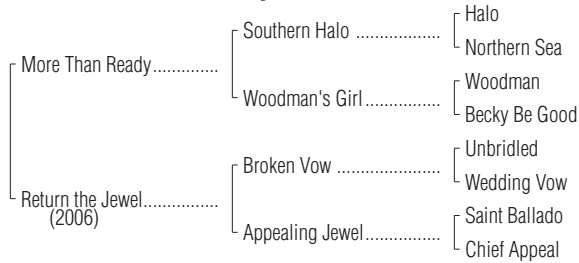 Halo
Southern Halo ..................
Northern Sea
More Than Ready..............
Woodman
Woodman's Girl................
Becky Be Good
Unbridled
Broken Vow ......................
Wedding Vow
Return the Jewel................
(2006)
Saint Ballado
Appealing Jewel................
Chief Appeal